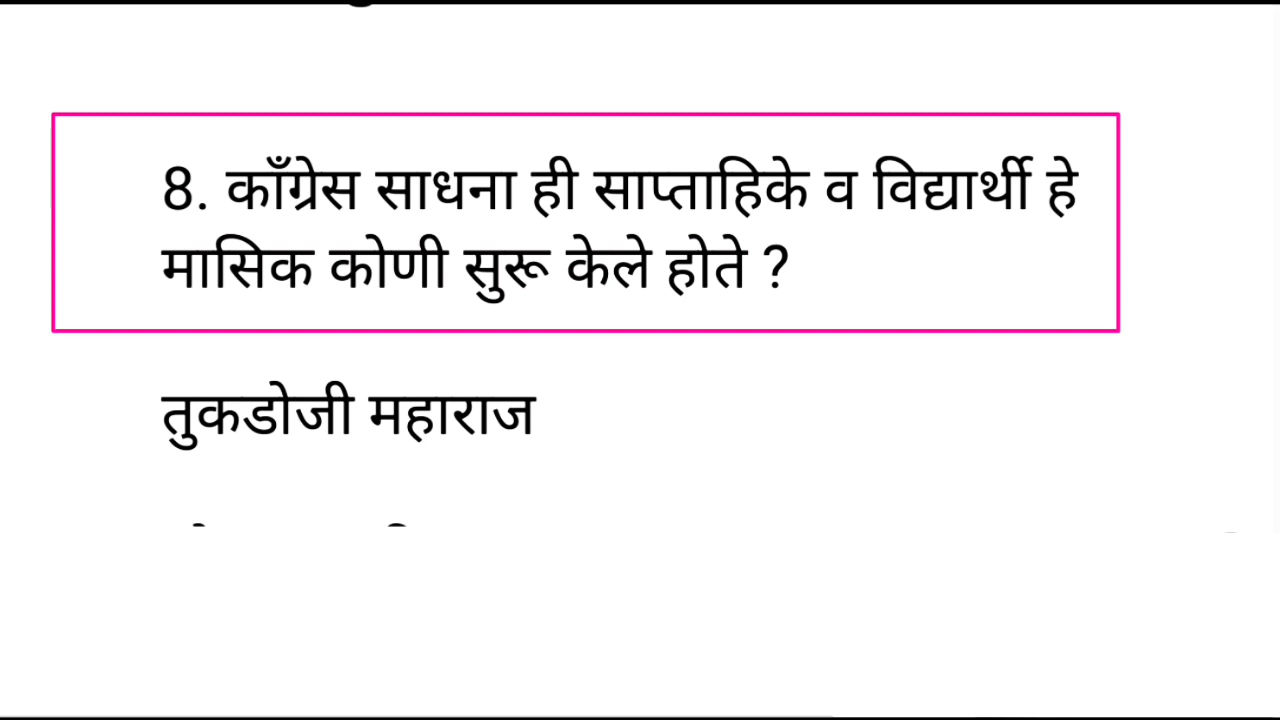 8. काँग्रेस साधना ही साप्ताहिके व विद्यार्थी हे
मासिक कोणी सुरू केले होते ?
तुकडोजी महाराज